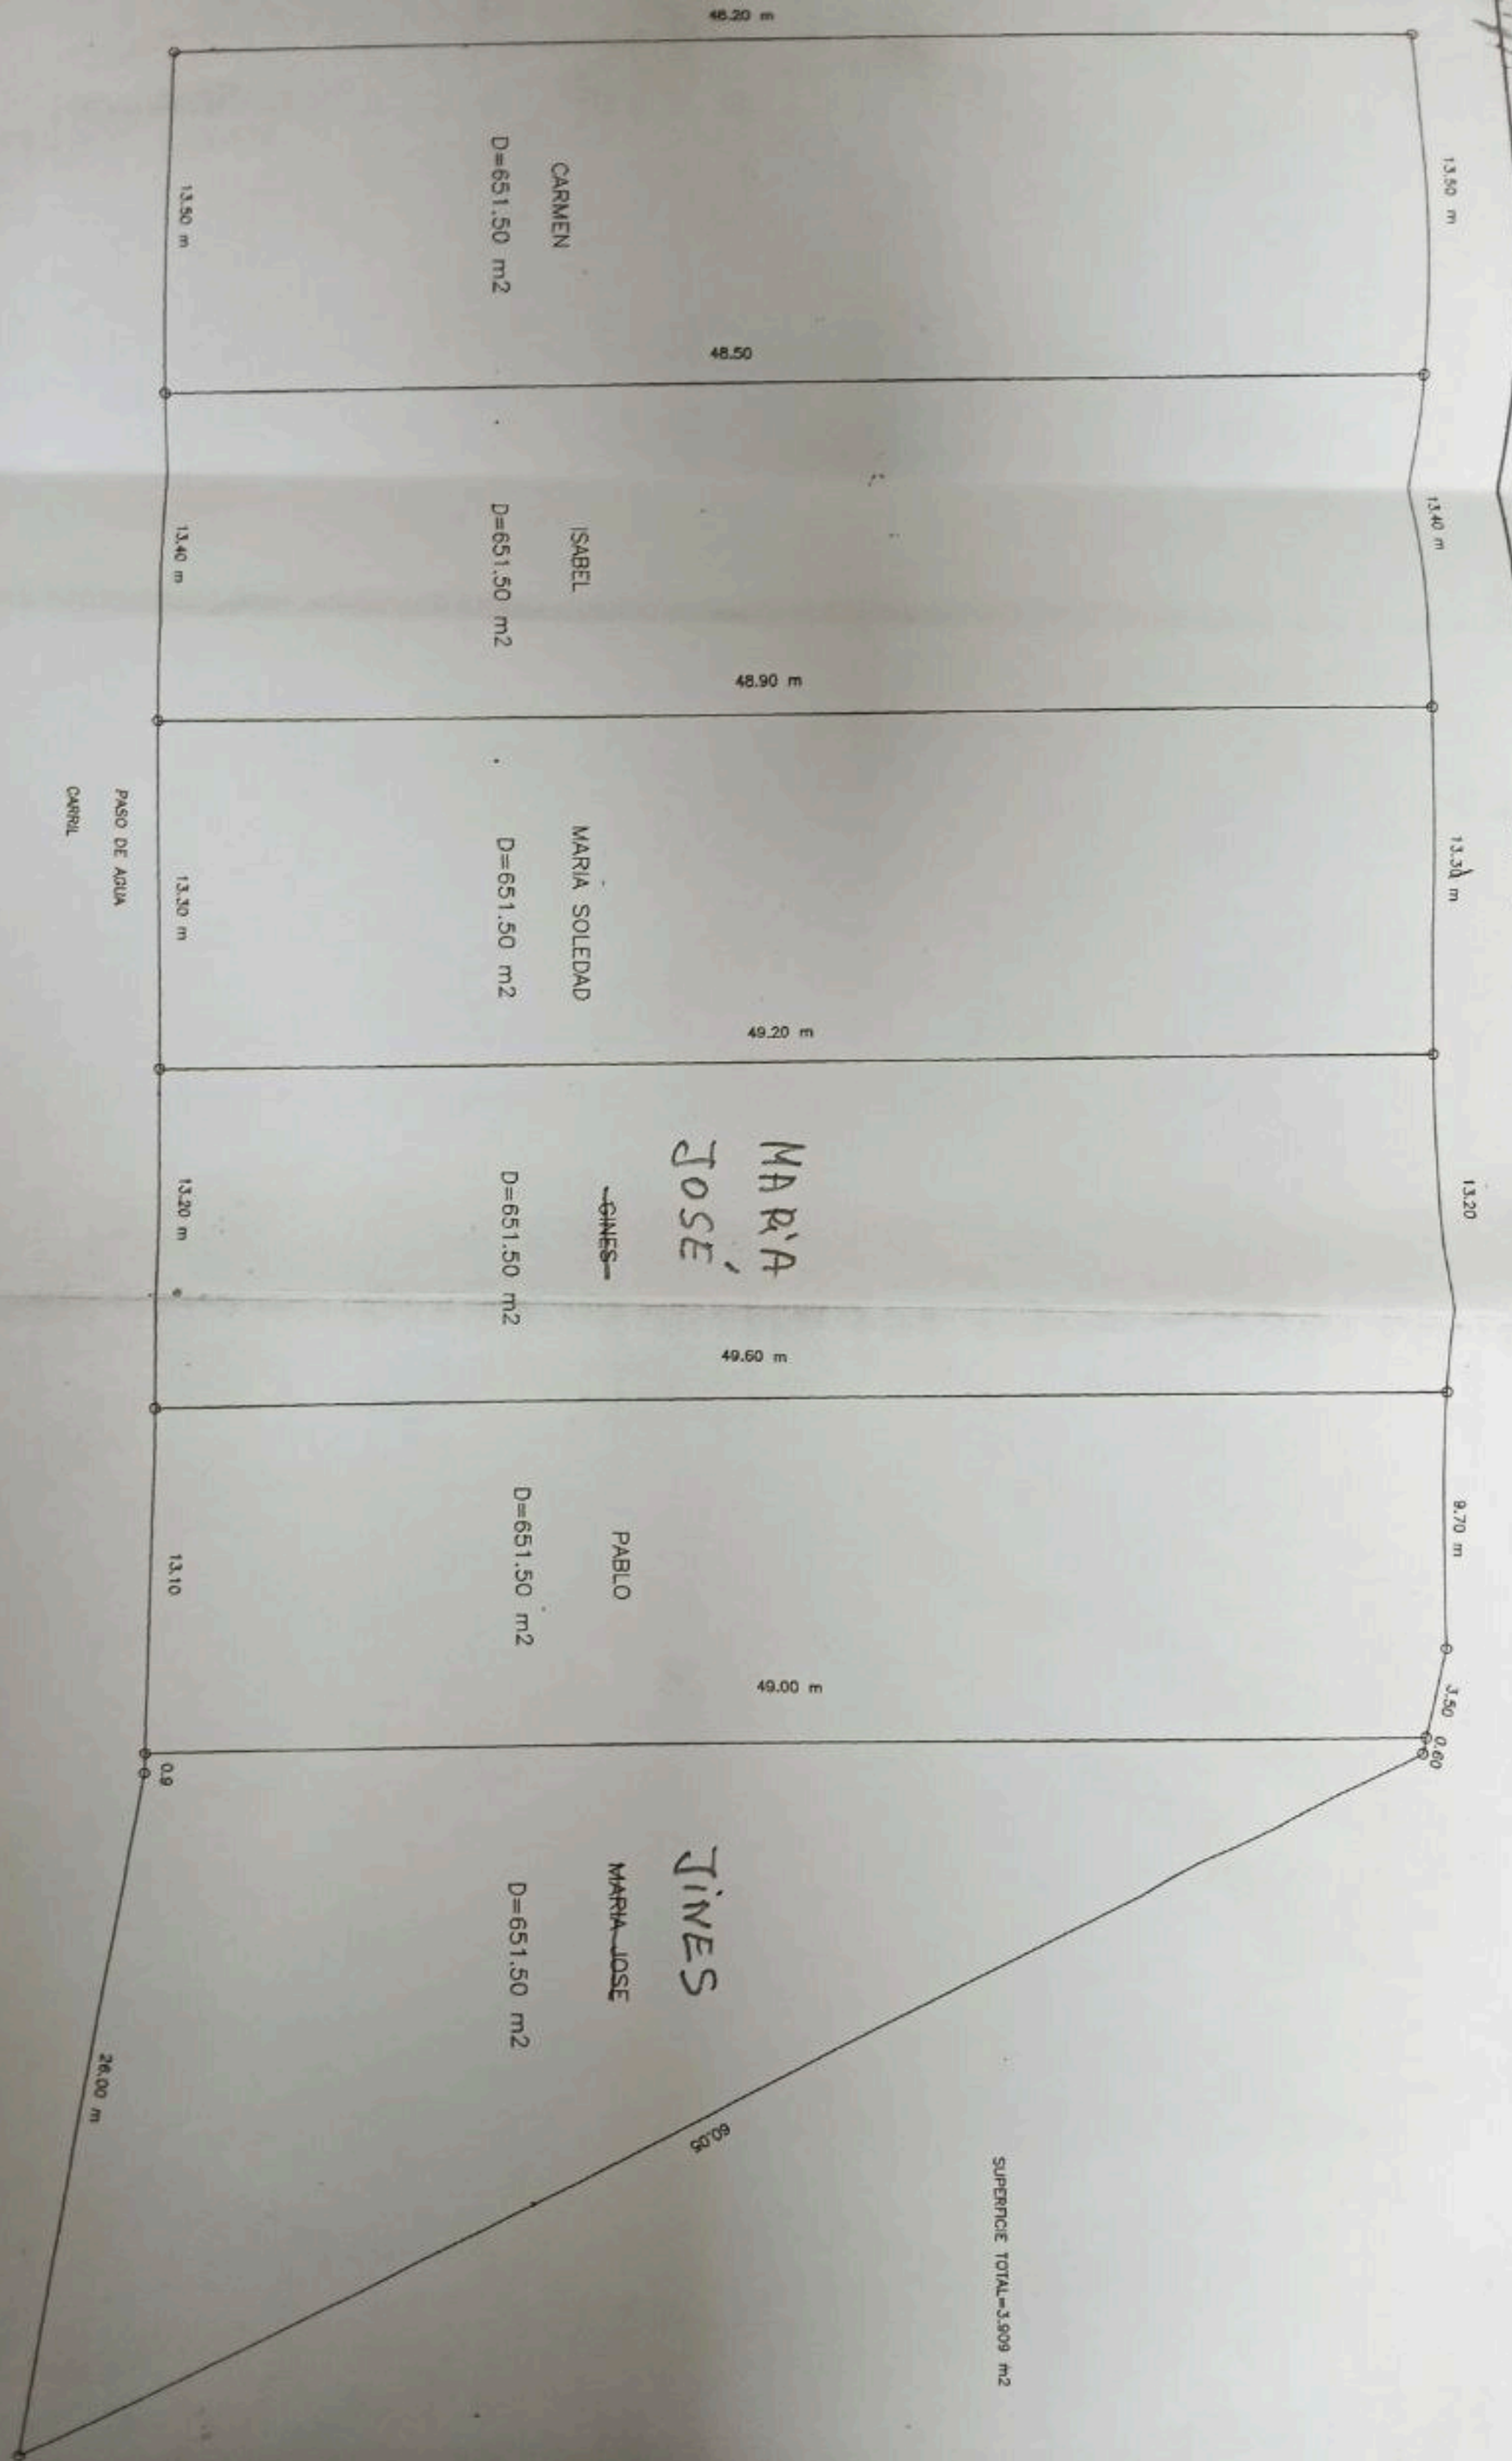 48.20 m
13.50 m
CARMEN
D=651.50 m2
13.50 m
48.50
13.40 m
ISABEL
D=651.50 m2
13.40 m
48.90 m
13.30 m
MARIA SOLEDAD
D=651.50 m2
13.30 m
PASO DE AGUA
CARRIL
49.20 m
13.20
MARÍA
JOSÉ
GINES
D=651.50 m2
13.20 m
49.60 m
9.70 m
3.50
0.60
PABLO
D=651.50 m2
13.10
49.00 m
0.9
JiNES
MARIA JOSE
D=651.50 m2
26.00 m
SUPERFICIE TOTAL=3.909 m2